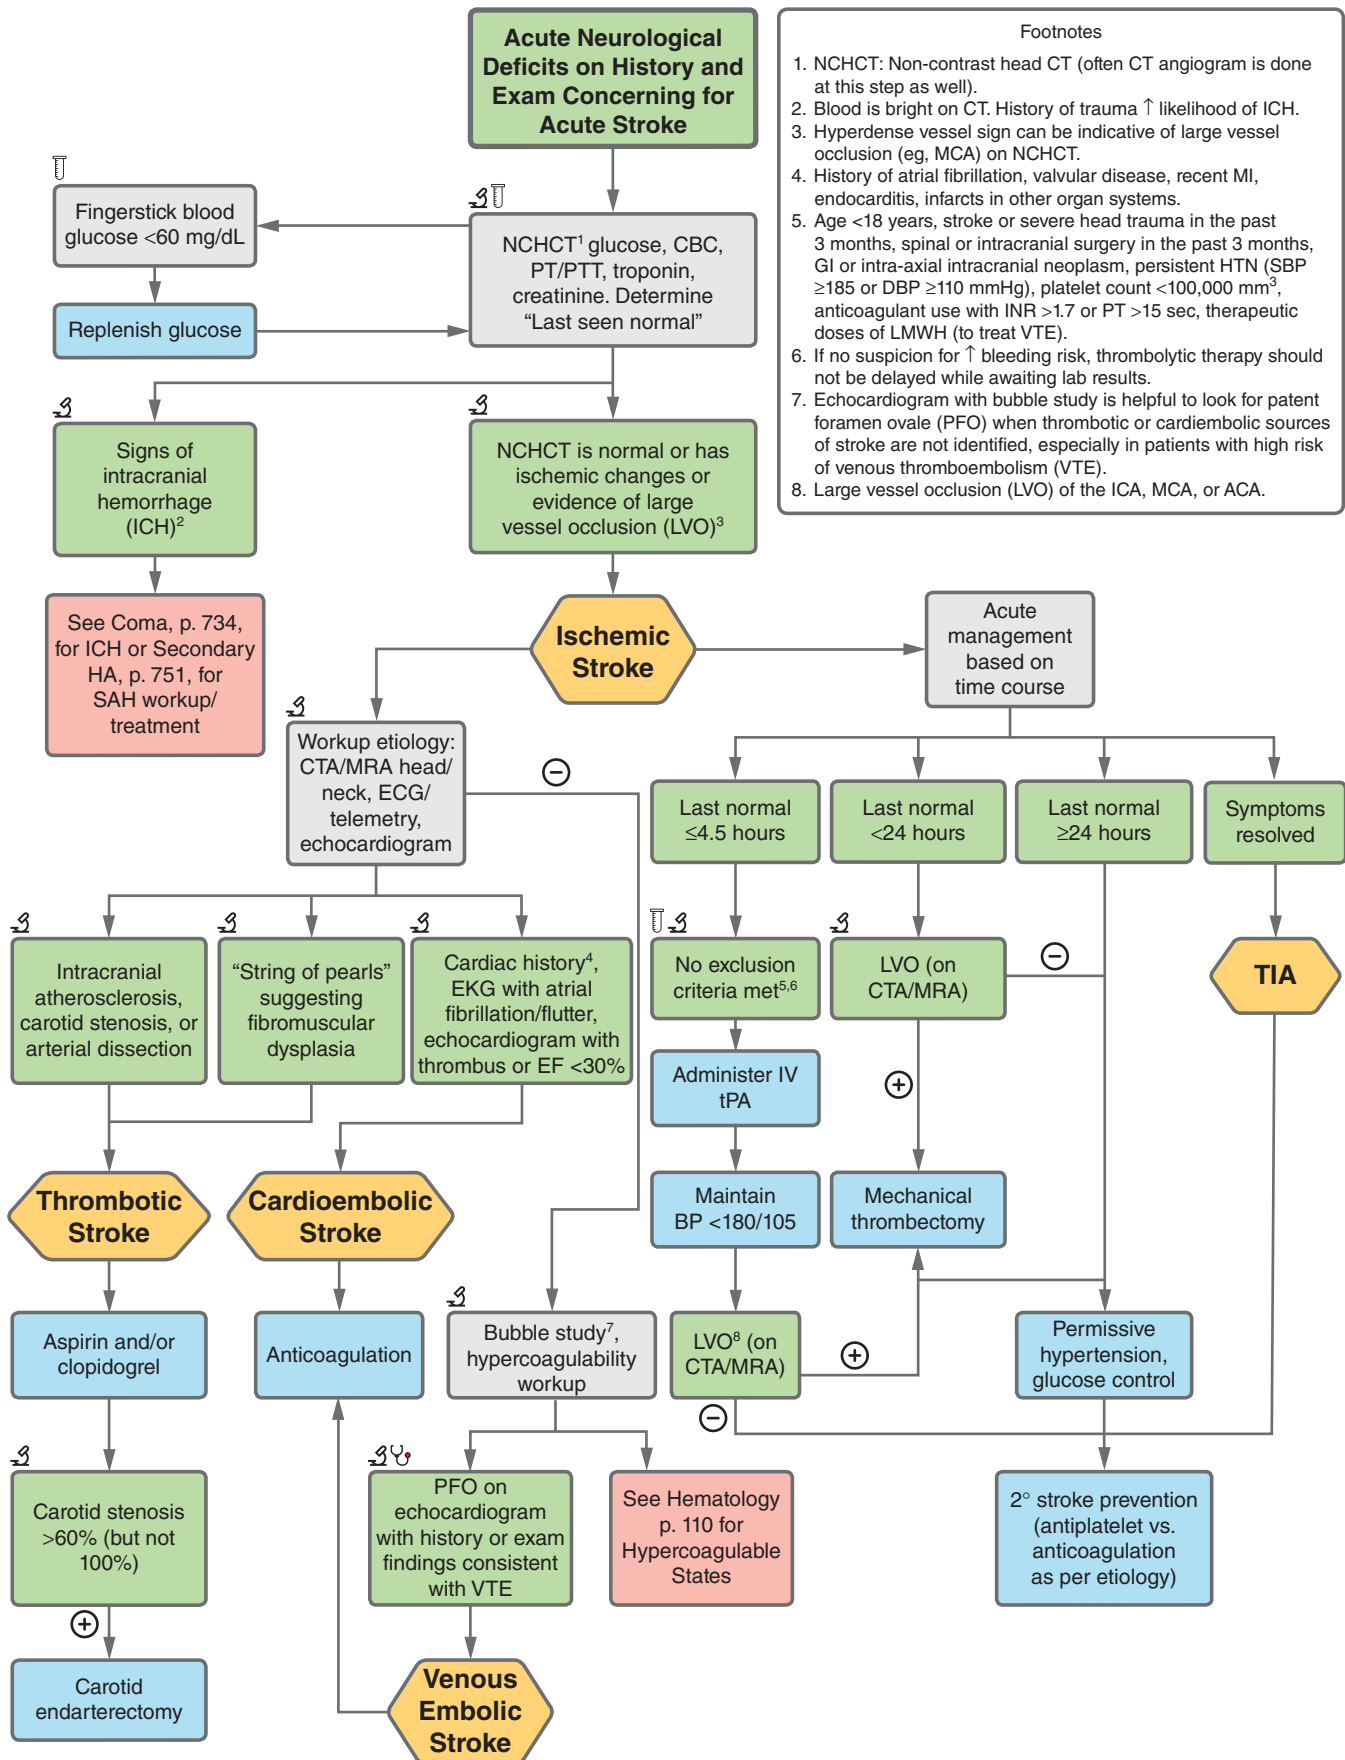 Acute Neurological
Deficits on History and
Exam Concerning for
Acute Stroke
Footnotes
1. NCHCT: Non-contrast head CT (often CT angiogram is done
at this step as well).
2. Blood is bright on CT. History of trauma ↑ likelihood of ICH.
3. Hyperdense vessel sign can be indicative of large vessel
occlusion (eg, MCA) on NCHCT.
4. History of atrial fibrillation, valvular disease, recent MI,
endocarditis, infarcts in other organ systems.
5. Age <18 years, stroke or severe head trauma in the past
3 months, spinal or intracranial surgery in the past 3 months,
GI or intra-axial intracranial neoplasm, persistent HTN (SBP
≥185 or DBP ≥110 mmHg), platelet count <100,000 mm³,
anticoagulant use with INR >1.7 or PT >15 sec, therapeutic
doses of LMWH (to treat VTE).
6. If no suspicion for ↑ bleeding risk, thrombolytic therapy should
not be delayed while awaiting lab results.
7. Echocardiogram with bubble study is helpful to look for patent
foramen ovale (PFO) when thrombotic or cardiembolic sources
of stroke are not identified, especially in patients with high risk
of venous thromboembolism (VTE).
8. Large vessel occlusion (LVO) of the ICA, MCA, or ACA.
Fingerstick blood
glucose <60 mg/dL
Replenish glucose
NCHCT¹ glucose, CBC,
PT/PTT, troponin,
creatinine. Determine
“Last seen normal”
Signs of
intracranial
hemorrhage
(ICH)²
NCHCT is normal or has
ischemic changes or
evidence of large
vessel occlusion (LVO)³
See Coma, p. 734,
for ICH or Secondary
HA, p. 751, for
SAH workup/
treatment
Ischemic
Stroke
Acute
management
based on
time course
Workup etiology:
CTA/MRA head/
neck, ECG/
telemetry,
echocardiogram
−
Last normal
≤4.5 hours
Last normal
<24 hours
Last normal
≥24 hours
Symptoms
resolved
Intracranial
atherosclerosis,
carotid stenosis, or
arterial dissection
“String of pearls”
suggesting
fibromuscular
dysplasia
Cardiac history⁴,
EKG with atrial
fibrillation/flutter,
echocardiogram with
thrombus or EF <30%
No exclusion
criteria met⁵,⁶
LVO (on
CTA/MRA)
−
TIA
Administer IV
tPA
+
Thrombotic
Stroke
Cardioembolic
Stroke
Maintain
BP <180/105
Mechanical
thrombectomy
Aspirin and/or
clopidogrel
Anticoagulation
Bubble study⁷,
hypercoagulability
workup
LVO⁸ (on
CTA/MRA)
+
−
Permissive
hypertension,
glucose control
Carotid stenosis
>60% (but not
100%)
PFO on
echocardiogram
with history or exam
findings consistent
with VTE
See Hematology
p. 110 for
Hypercoagulable
States
2° stroke prevention
(antiplatelet vs.
anticoagulation
as per etiology)
+
Carotid
endarterectomy
Venous
Embolic
Stroke